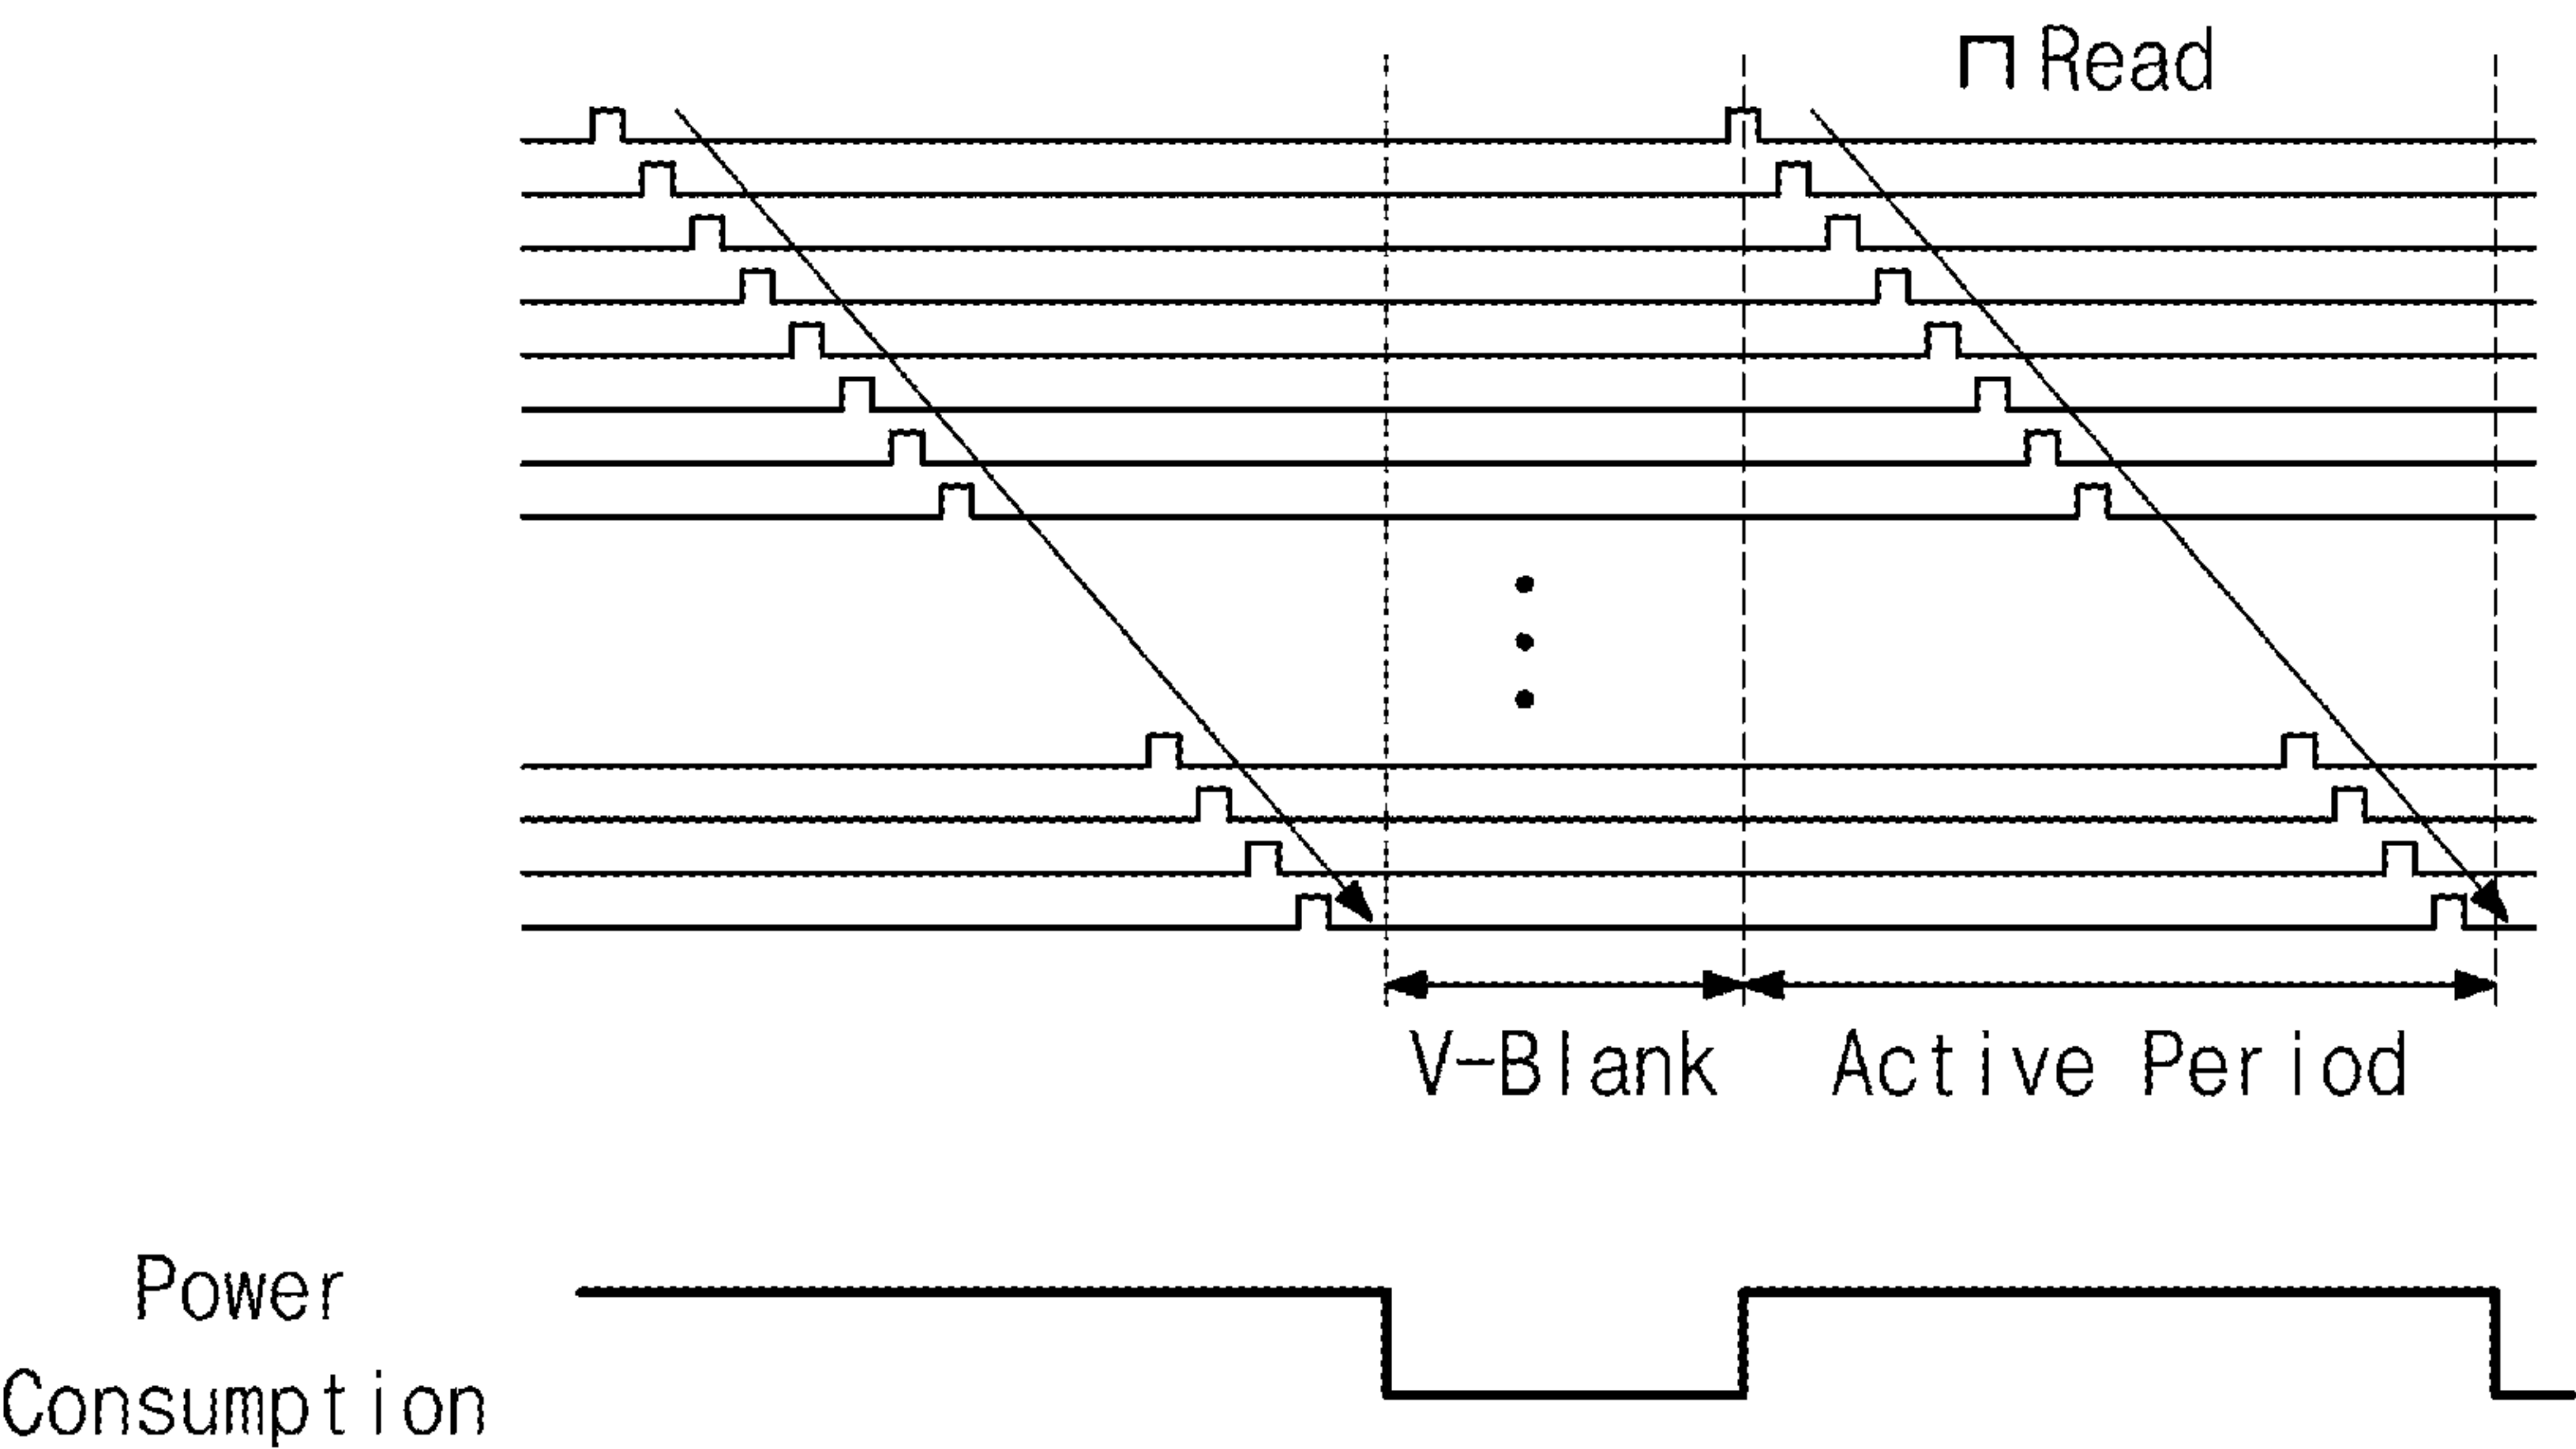 Read
V-Blank Active Period
Power
Consumption